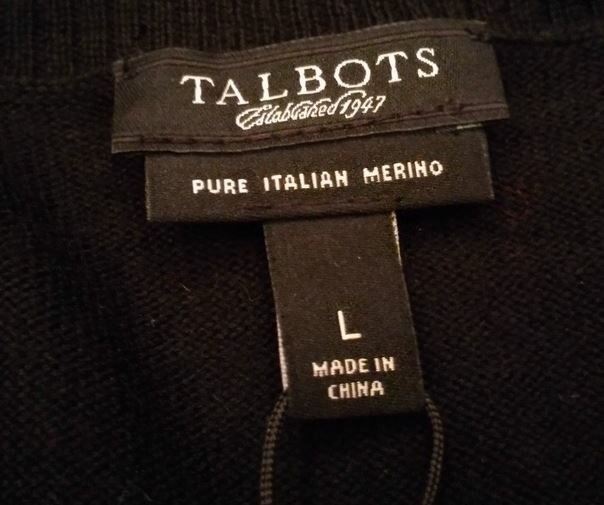 TALBOTS
Established 1947
PURE ITALIAN MERINO
L
MADE IN
CHINA